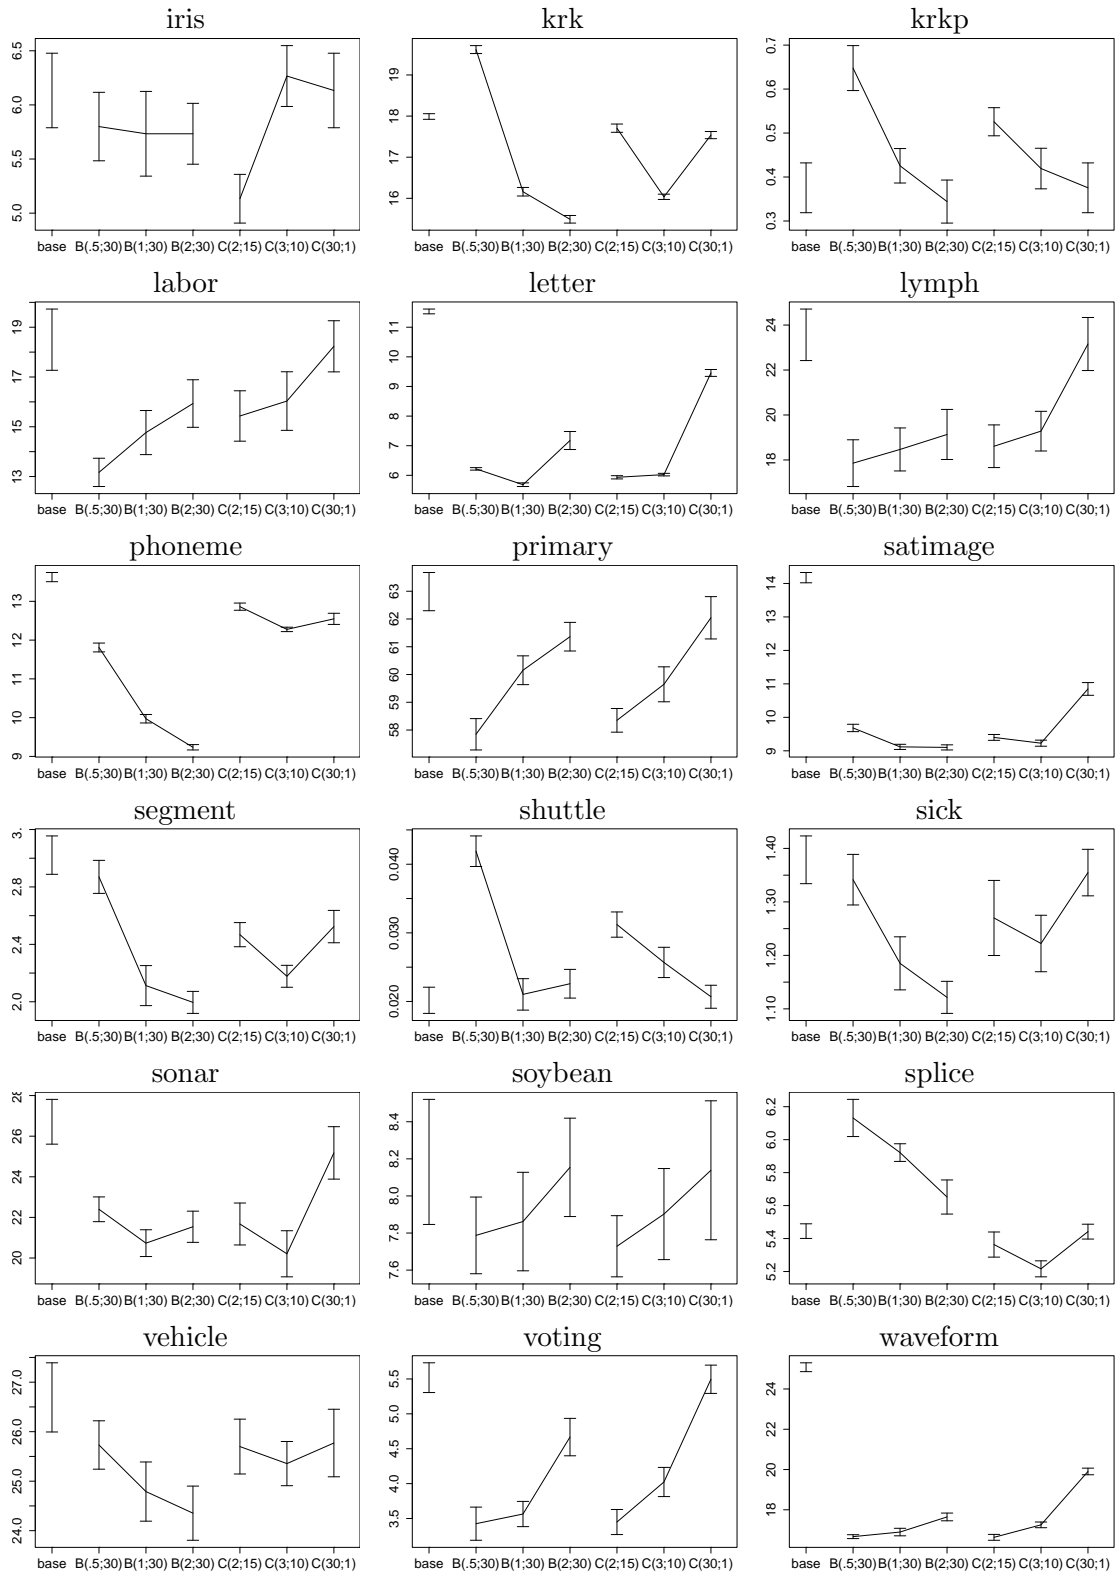 iris krk krkp
5.0 5.5 6.0 6.5
16 17 18 19
0.3 0.4 0.5 0.6 0.7
base B(.5;30) B(1;30) B(2;30) C(2;15) C(3;10) C(30;1)
base B(.5;30) B(1;30) B(2;30) C(2;15) C(3;10) C(30;1)
base B(.5;30) B(1;30) B(2;30) C(2;15) C(3;10) C(30;1)
labor letter lymph
13 15 17 19
6 7 8 9 10 11
18 20 22 24
base B(.5;30) B(1;30) B(2;30) C(2;15) C(3;10) C(30;1)
base B(.5;30) B(1;30) B(2;30) C(2;15) C(3;10) C(30;1)
base B(.5;30) B(1;30) B(2;30) C(2;15) C(3;10) C(30;1)
phoneme primary satimage
9 10 11 12 13
58 59 60 61 62 63
9 10 11 12 13 14
base B(.5;30) B(1;30) B(2;30) C(2;15) C(3;10) C(30;1)
base B(.5;30) B(1;30) B(2;30) C(2;15) C(3;10) C(30;1)
base B(.5;30) B(1;30) B(2;30) C(2;15) C(3;10) C(30;1)
segment shuttle sick
2.0 2.4 2.8 3.
0.020 0.030 0.040
1.10 1.20 1.30 1.40
base B(.5;30) B(1;30) B(2;30) C(2;15) C(3;10) C(30;1)
base B(.5;30) B(1;30) B(2;30) C(2;15) C(3;10) C(30;1)
base B(.5;30) B(1;30) B(2;30) C(2;15) C(3;10) C(30;1)
sonar soybean splice
20 22 24 26 28
7.6 7.8 8.0 8.2 8.4
5.2 5.4 5.6 5.8 6.0 6.2
base B(.5;30) B(1;30) B(2;30) C(2;15) C(3;10) C(30;1)
base B(.5;30) B(1;30) B(2;30) C(2;15) C(3;10) C(30;1)
base B(.5;30) B(1;30) B(2;30) C(2;15) C(3;10) C(30;1)
vehicle voting waveform
24.0 25.0 26.0 27.0
3.5 4.0 4.5 5.0 5.5
18 20 22 24
base B(.5;30) B(1;30) B(2;30) C(2;15) C(3;10) C(30;1)
base B(.5;30) B(1;30) B(2;30) C(2;15) C(3;10) C(30;1)
base B(.5;30) B(1;30) B(2;30) C(2;15) C(3;10) C(30;1)